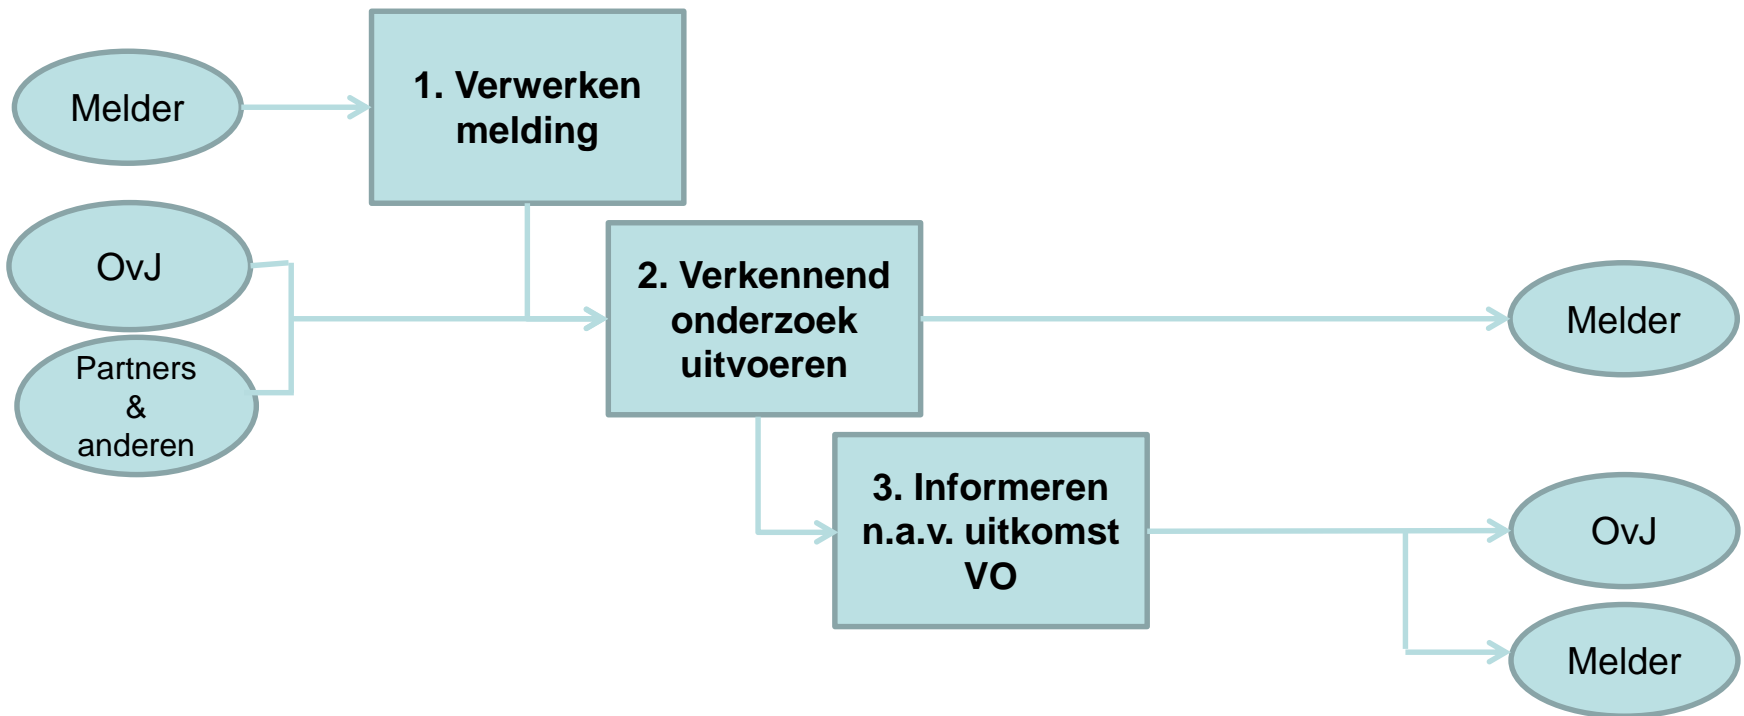 Melder
1. Verwerken
melding
OvJ
Partners
&
anderen
2. Verkennend
onderzoek
uitvoeren
Melder
3. Informeren
n.a.v. uitkomst
VO
OvJ
Melder